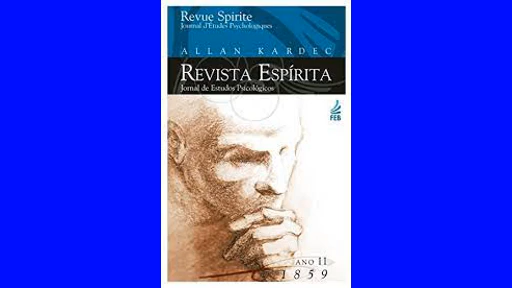 Revue Spirite
Journal d'Études Psychologiques
ALLAN KARDEC
REVISTA ESPÍRITA
Jornal de Estudos Psicológicos
FEB
ANO II
1859